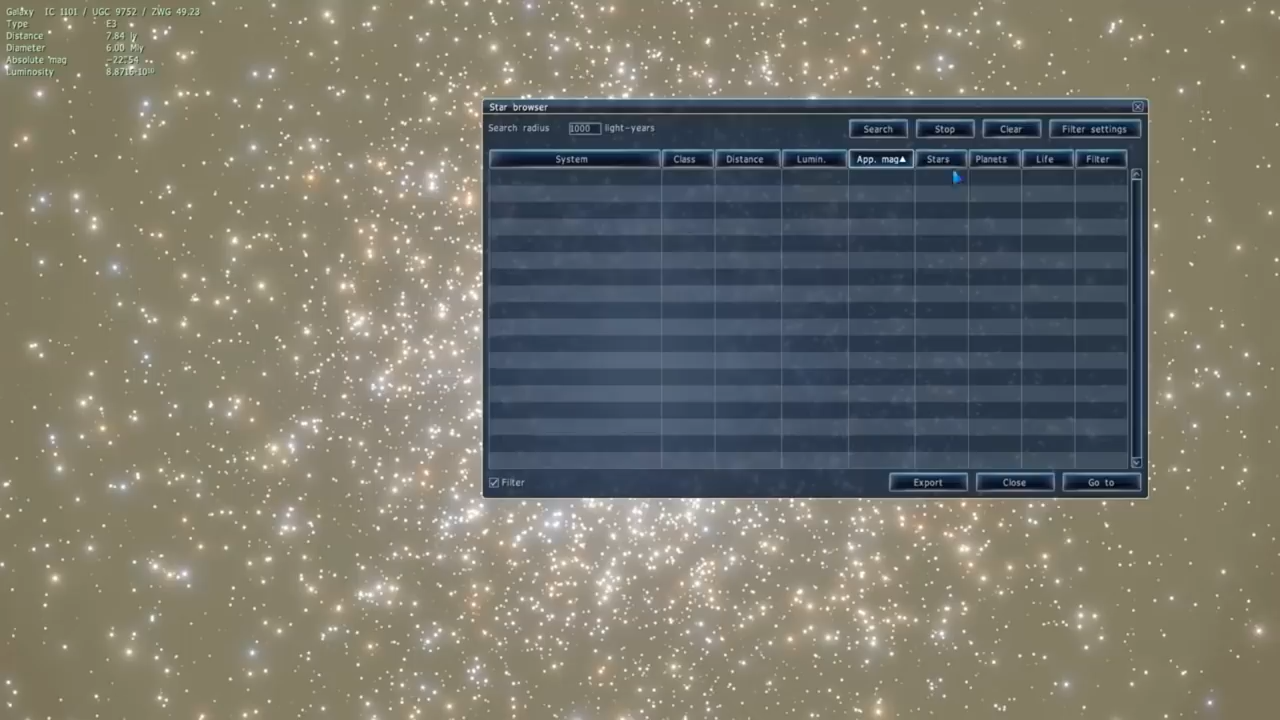 Galaxy IC 1101 / UGC 9752 / ZWG 49.23
Type E3
Distance 7.84 ly
Diameter 6.00 Mly
Absolute mag -22.54
Luminosity
Star browser
Search radius 1000 light-years Search Stop Clear Filter settings
System Class Distance Lumin. App. mag▲ Stars Planets Life Filter
Filter Export Close Go to